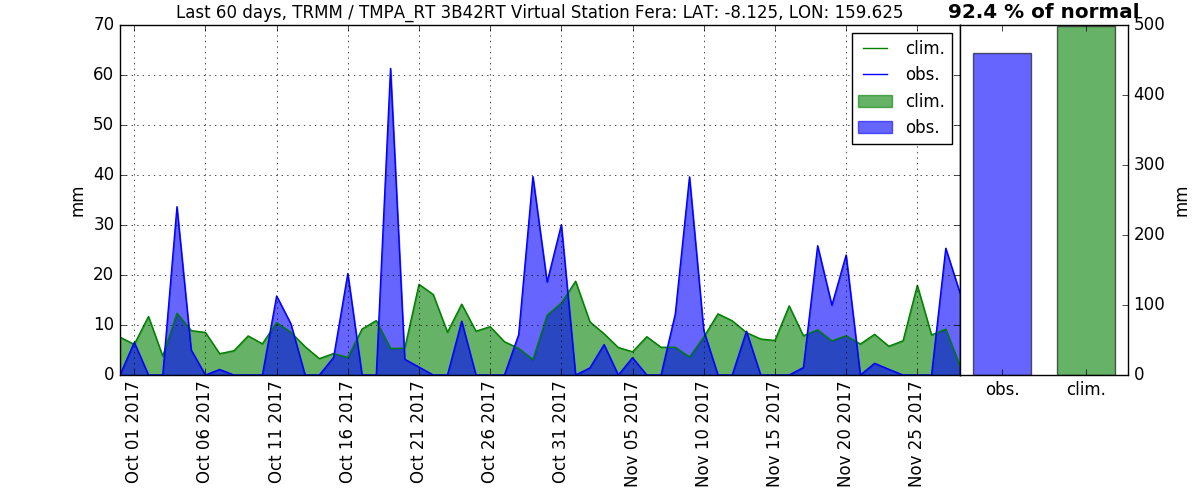 Last 60 days, TRMM / TMPA_RT 3B42RT Virtual Station Fera: LAT: -8.125, LON: 159.625
92.4 % of normal
70
60
50
40
30
20
10
0
mm
clim.
obs.
clim.
obs.
500
400
300
200
100
0
mm
obs.
clim.
Oct 01 2017
Oct 06 2017
Oct 11 2017
Oct 16 2017
Oct 21 2017
Oct 26 2017
Oct 31 2017
Nov 05 2017
Nov 10 2017
Nov 15 2017
Nov 20 2017
Nov 25 2017